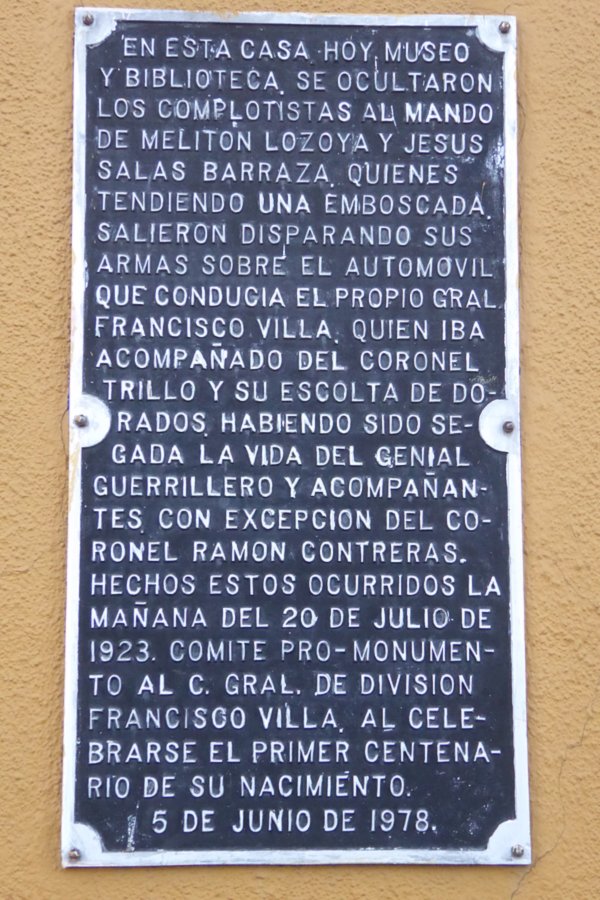 EN ESTA CASA HOY, MUSEO
Y BIBLIOTECA, SE OCULTARON
LOS COMPLOTISTAS AL MANDO
DE MELITON LOZOYA Y JESUS
SALAS BARRAZA, QUIENES
TENDIENDO UNA EMBOSCADA,
SALIERON DISPARANDO SUS
ARMAS SOBRE EL AUTOMOVIL
QUE CONDUCIA EL PROPIO GRAL
FRANCISCO VILLA, QUIEN IBA
ACOMPAÑADO DEL CORONEL
TRILLO Y SU ESCOLTA DE DO-
RADOS, HABIENDO SIDO SE-
GADA LA VIDA DEL GENIAL
GUERRILLERO Y ACOMPAÑAN-
TES, CON EXCEPCION DEL CO-
RONEL RAMON CONTRERAS.
HECHOS ESTOS OCURRIDOS LA
MAÑANA DEL 20 DE JULIO DE
1923. COMITE PRO-MONUMEN-
TO AL C. GRAL. DE DIVISION
FRANCISCO VILLA, AL CELE-
BRARSE EL PRIMER CENTENA-
RIO DE SU NACIMIENTO.
5 DE JUNIO DE 1978.